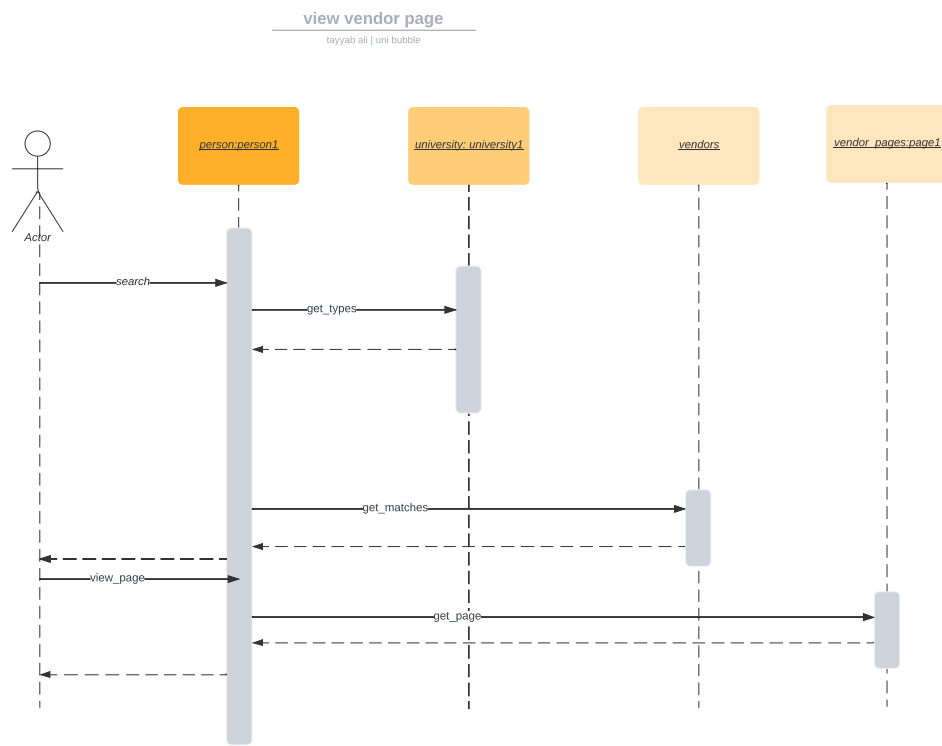 view vendor page
tayyab ali | uni bubble
person:person1
university: university1
vendors
vendor_pages:page1
Actor
search
get_types
get_matches
view_page
get_page